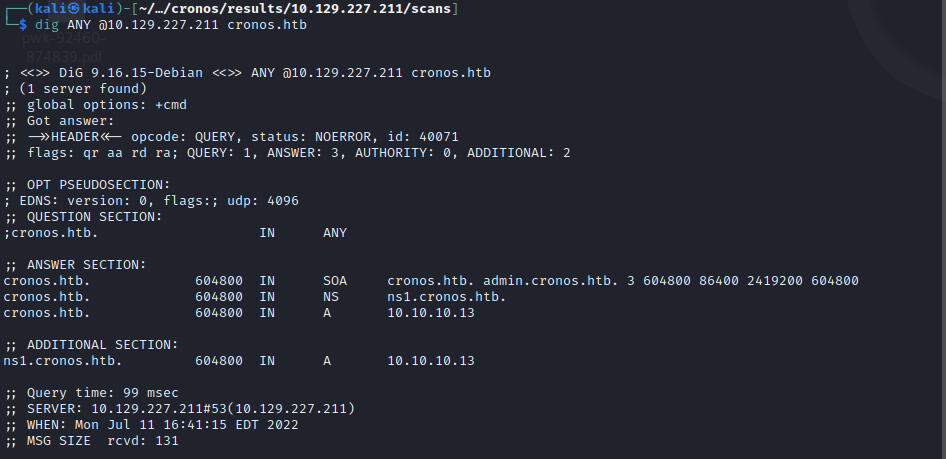 ┌──(kali㉿kali)-[~/…/cronos/results/10.129.227.211/scans]
└─$ dig ANY @10.129.227.211 cronos.htb
pwk-92460-
874839.pdf
; <<>> DiG 9.16.15-Debian <<>> ANY @10.129.227.211 cronos.htb
; (1 server found)
;; global options: +cmd
;; Got answer:
;; ->>HEADER<<- opcode: QUERY, status: NOERROR, id: 40071
;; flags: qr aa rd ra; QUERY: 1, ANSWER: 3, AUTHORITY: 0, ADDITIONAL: 2
;; OPT PSEUDOSECTION:
; EDNS: version: 0, flags:; udp: 4096
;; QUESTION SECTION:
;cronos.htb. IN ANY
;; ANSWER SECTION:
cronos.htb. 604800 IN SOA cronos.htb. admin.cronos.htb. 3 604800 86400 2419200 604800
cronos.htb. 604800 IN NS ns1.cronos.htb.
cronos.htb. 604800 IN A 10.10.10.13
;; ADDITIONAL SECTION:
ns1.cronos.htb. 604800 IN A 10.10.10.13
;; Query time: 99 msec
;; SERVER: 10.129.227.211#53(10.129.227.211)
;; WHEN: Mon Jul 11 16:41:15 EDT 2022
;; MSG SIZE rcvd: 131